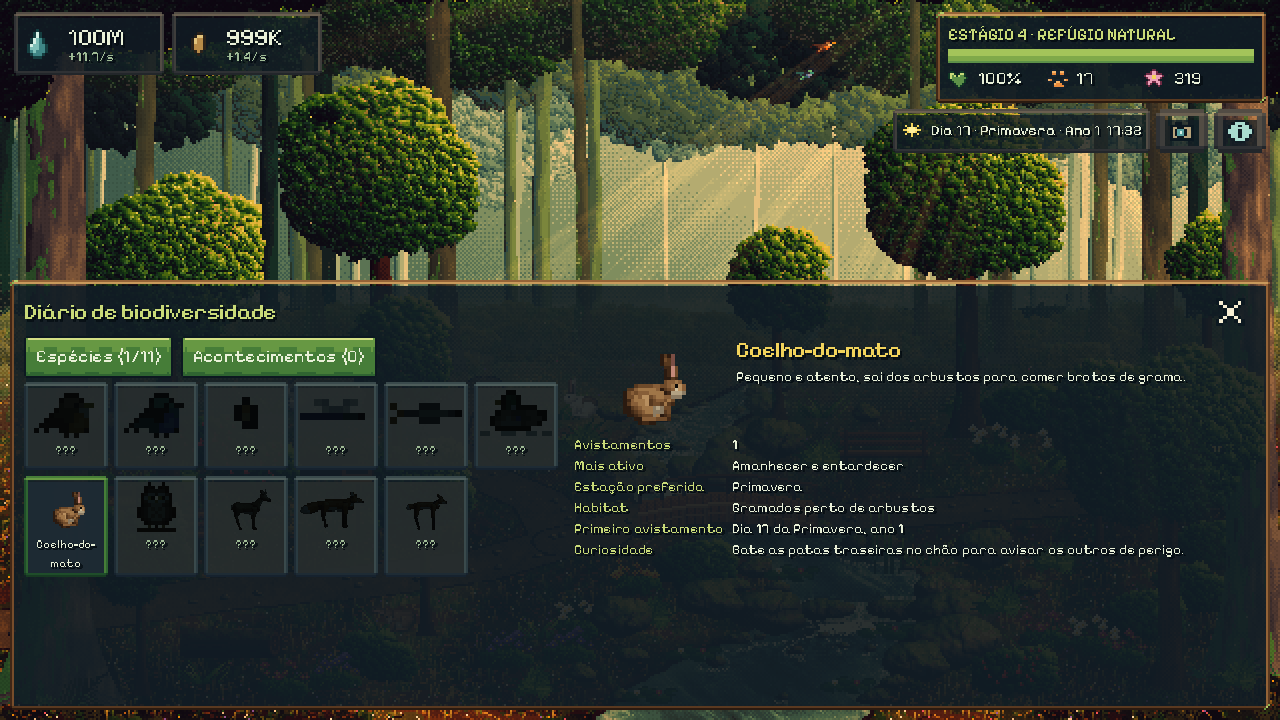 100M
+11.7/s
999K
+1.4/s
ESTÁGIO 4 · REFÚGIO NATURAL
100%
17
319
Dia 17 · Primavera · Ano 1 17:33
Diário de biodiversidade
Espécies (1/11)
Acontecimentos (0)
???
???
???
???
???
???
Coelho-do-
mato
???
???
???
???
Coelho-do-mato
Pequeno e atento, sai dos arbustos para comer brotos de grama.
Avistamentos 1
Mais ativo Amanhecer e entardecer
Estação preferida Primavera
Habitat Gramados perto de arbustos
Primeiro avistamento Dia 17 da Primavera, ano 1
Curiosidade Bate as patas traseiras no chão para avisar os outros de perigo.